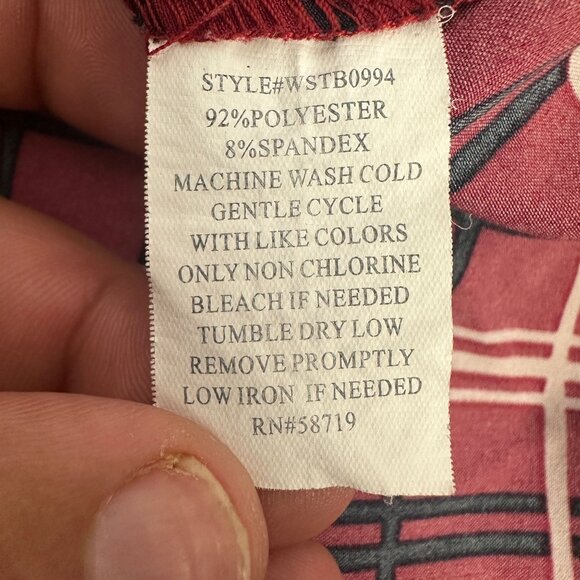 STYLE#WSTB0994
92%POLYESTER
8%SPANDEX
MACHINE WASH COLD
GENTLE CYCLE
WITH LIKE COLORS
ONLY NON CHLORINE
BLEACH IF NEEDED
TUMBLE DRY LOW
REMOVE PROMPTLY
LOW IRON IF NEEDED
RN#58719